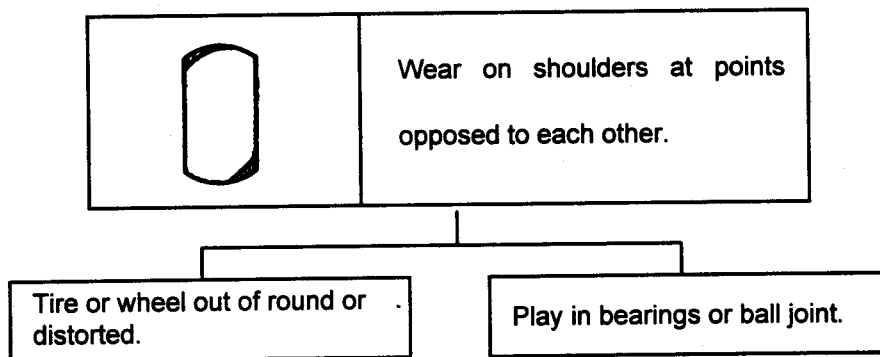 Wear on shoulders at points
opposed to each other.
Tire or wheel out of round or
distorted.
Play in bearings or ball joint.